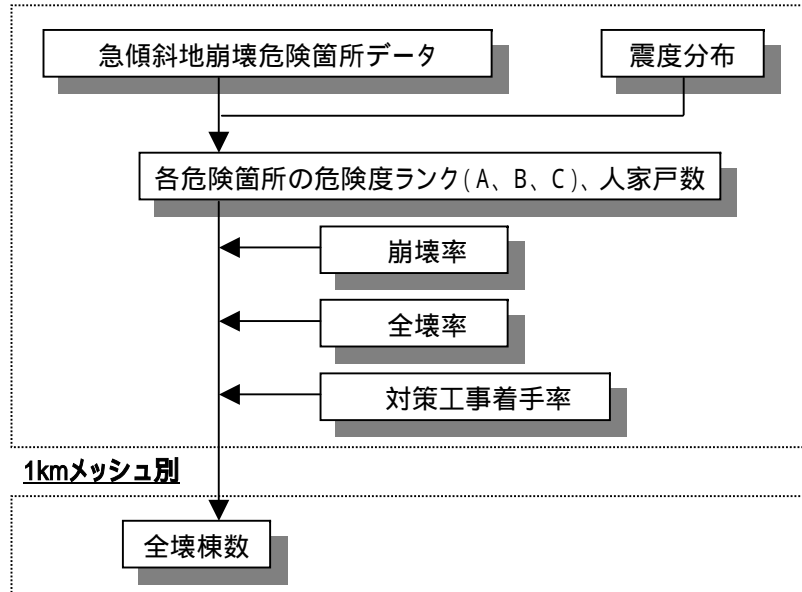 急傾斜地崩壊危険箇所データ
震度分布
各危険箇所の危険度ランク(A、B、C)、人家戸数
崩壊率
全壊率
対策工事着手率
1kmメッシュ別
全壊棟数